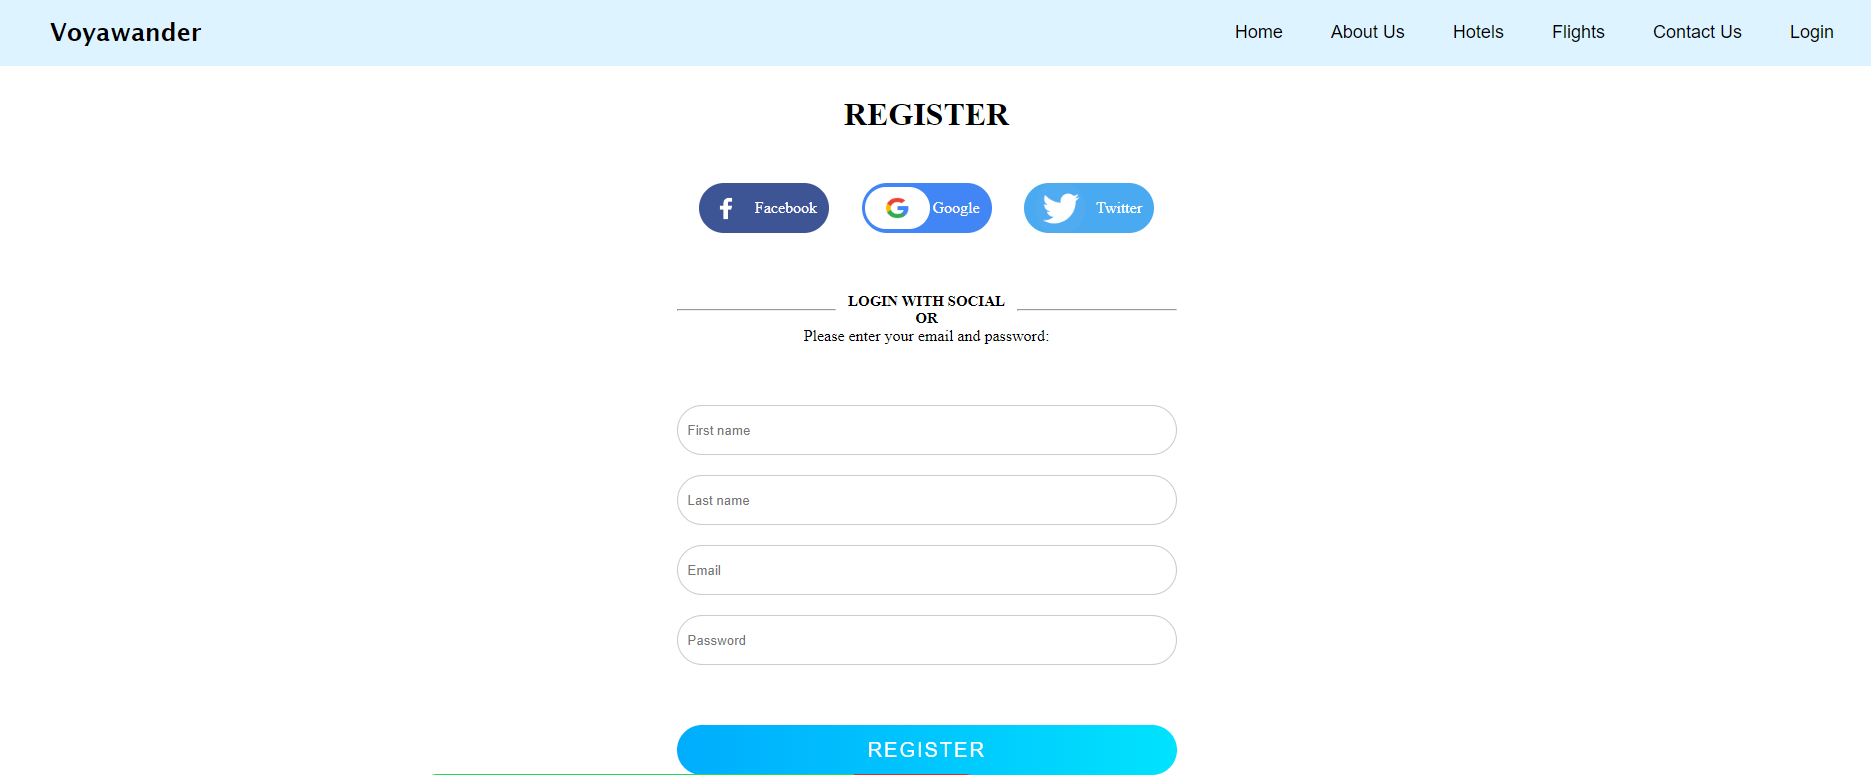 Voyawander Home About Us Hotels Flights Contact Us Login
REGISTER
Facebook Google Twitter
LOGIN WITH SOCIAL
OR
Please enter your email and password:
First name
Last name
Email
Password
REGISTER